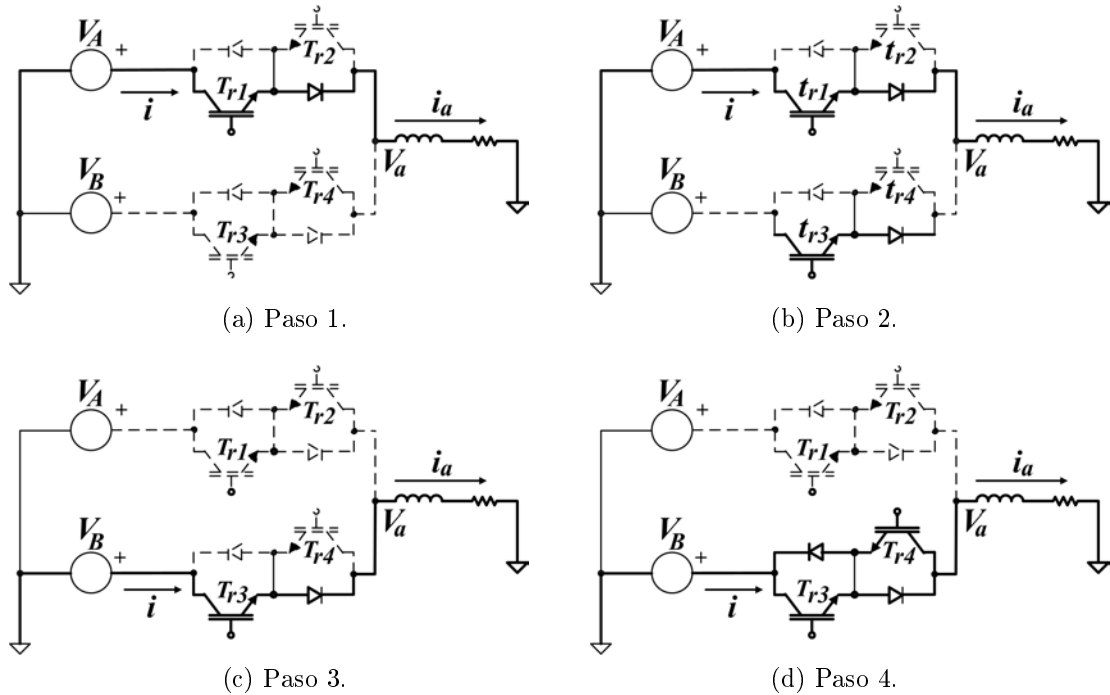 V_A + T_r2
T_r1
i i_a
V_a
V_B + T_r4
T_r3
(a) Paso 1.
V_A + t_r2
t_r1
i i_a
V_a
V_B + t_r4
t_r3
(b) Paso 2.
V_A + T_r2
T_r1
i_a
V_a
V_B + T_r4
T_r3
i
(c) Paso 3.
V_A + T_r2
T_r1
i_a
V_a
V_B + T_r4
T_r3
i
(d) Paso 4.